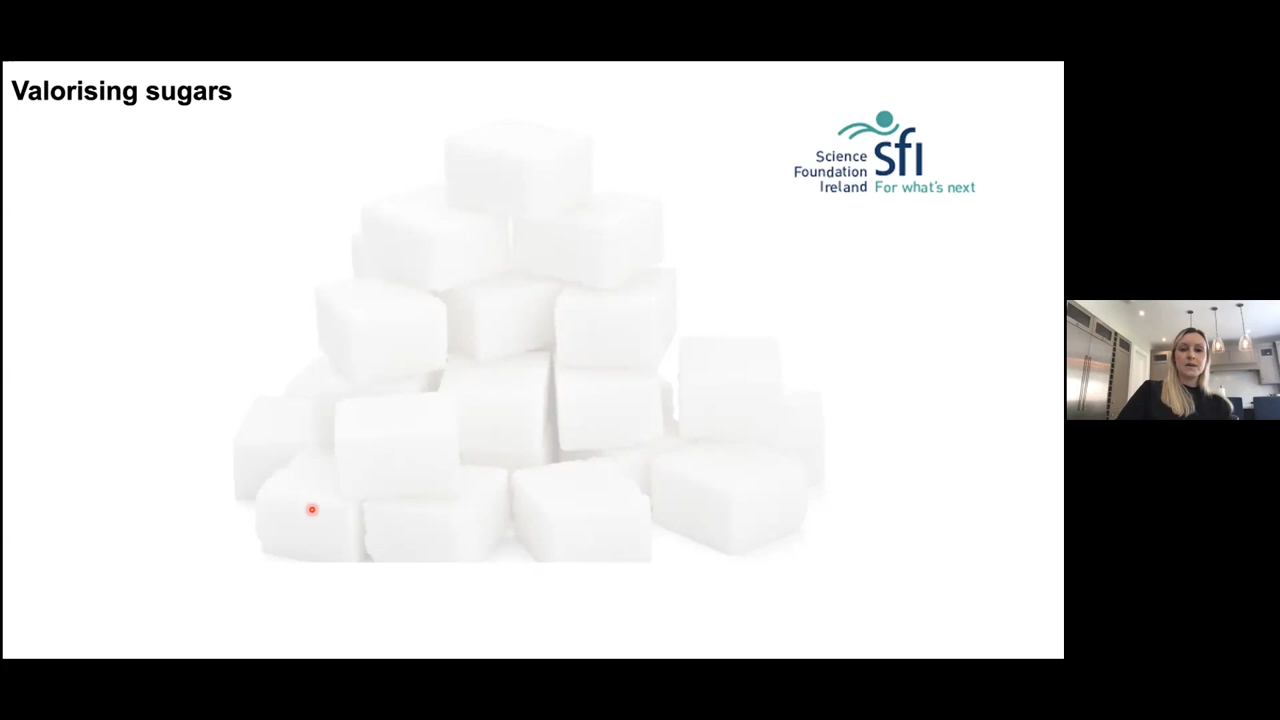 Valorising sugars
Science
Foundation
Ireland
sfi
For what's next